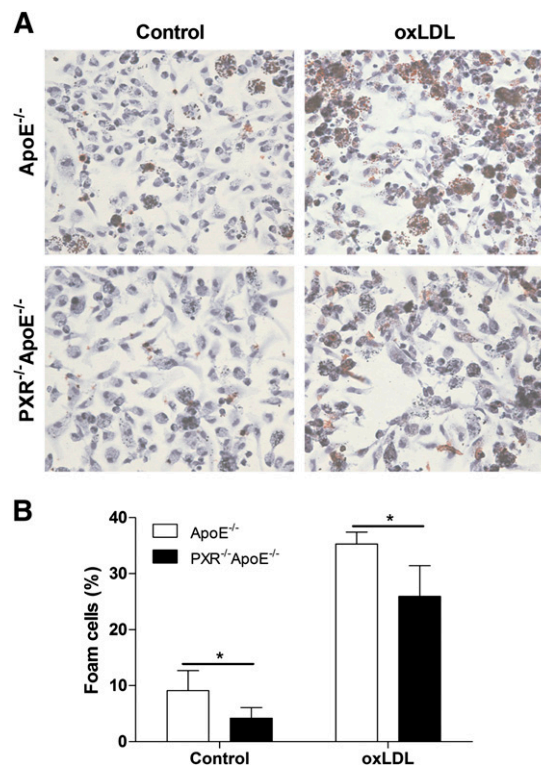 A
Control
oxLDL
ApoE⁻/⁻
PXR⁻/⁻ApoE⁻/⁻
B
Foam cells (%)
40
30
20
10
0
ApoE⁻/⁻
PXR⁻/⁻ApoE⁻/⁻
*
*
Control
oxLDL